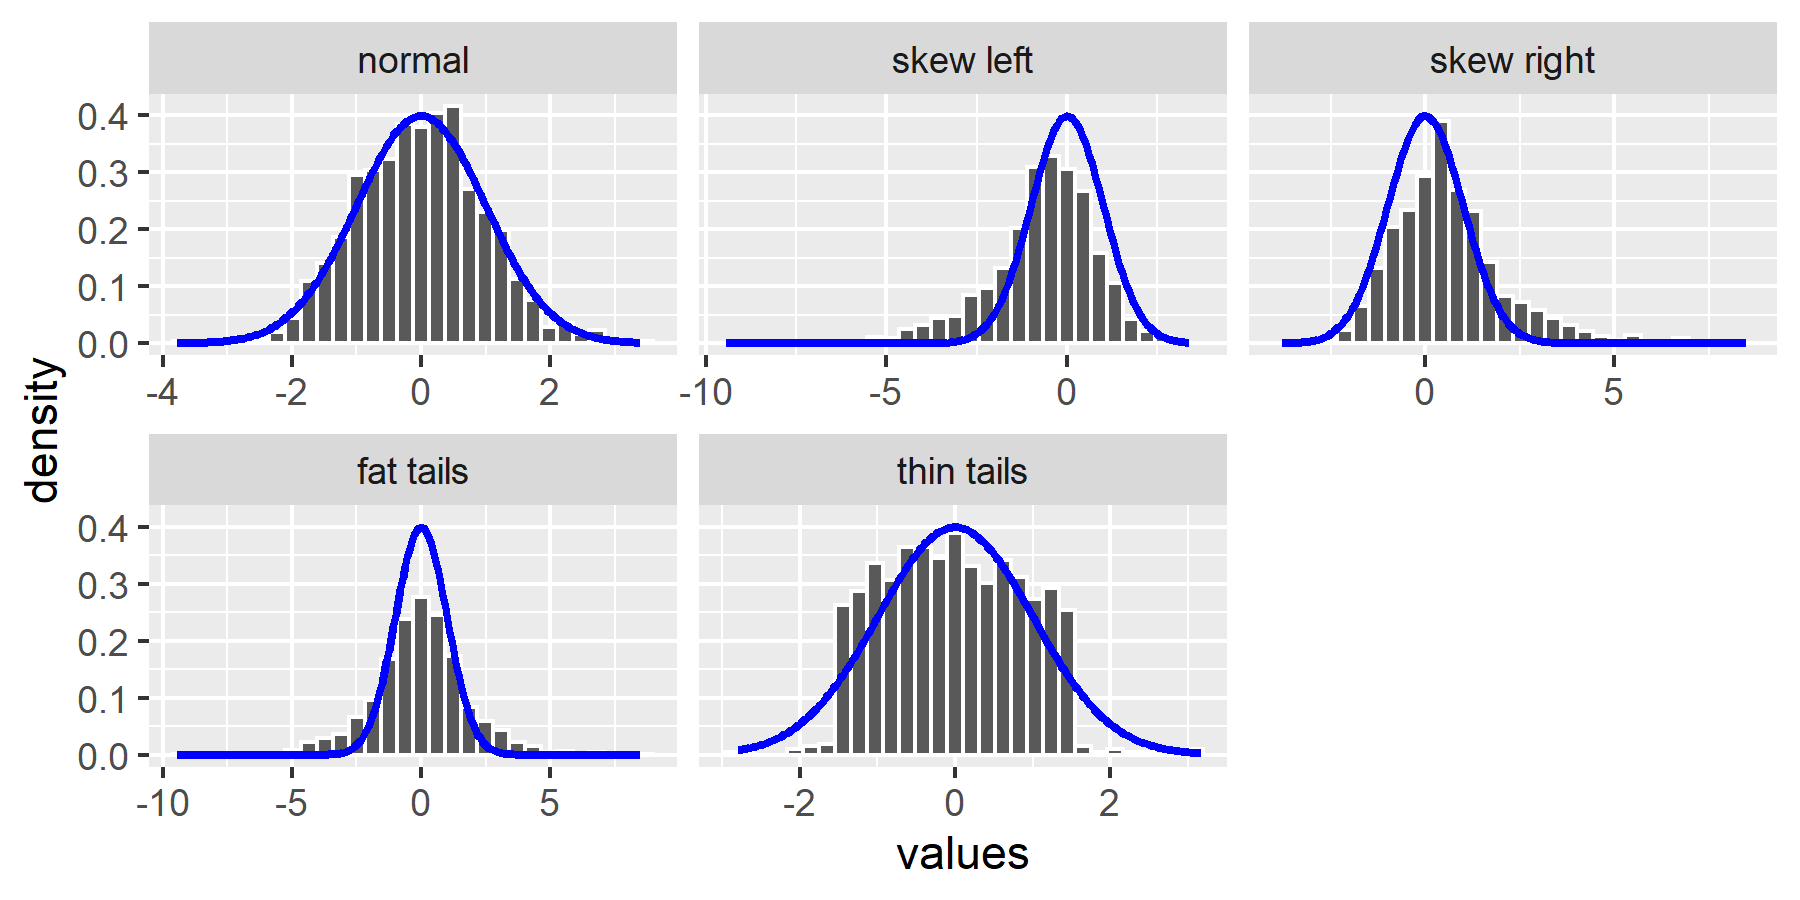 normal
skew left
skew right
density
0.4
0.3
0.2
0.1
0.0
-4 -2 0 2
-10 -5 0
0 5
fat tails
thin tails
0.4
0.3
0.2
0.1
0.0
-10 -5 0 5
-2 0 2
values